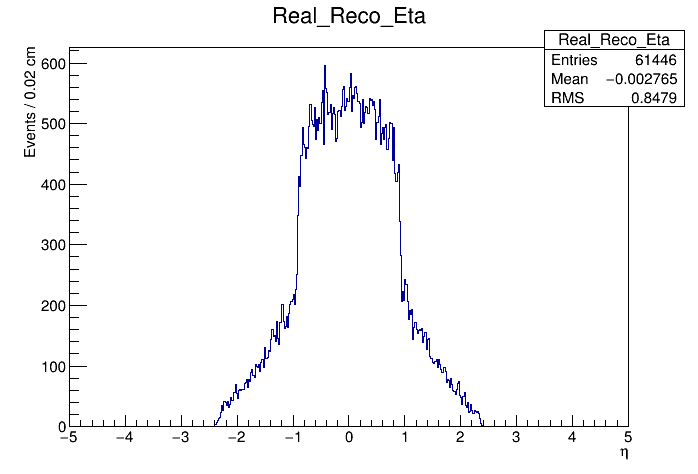 Real_Reco_Eta
Real_Reco_Eta
Entries 61446
Mean −0.002765
RMS 0.8479
Events / 0.02 cm
600
500
400
300
200
100
0
−5 −4 −3 −2 −1 0 1 2 3 4 5
η